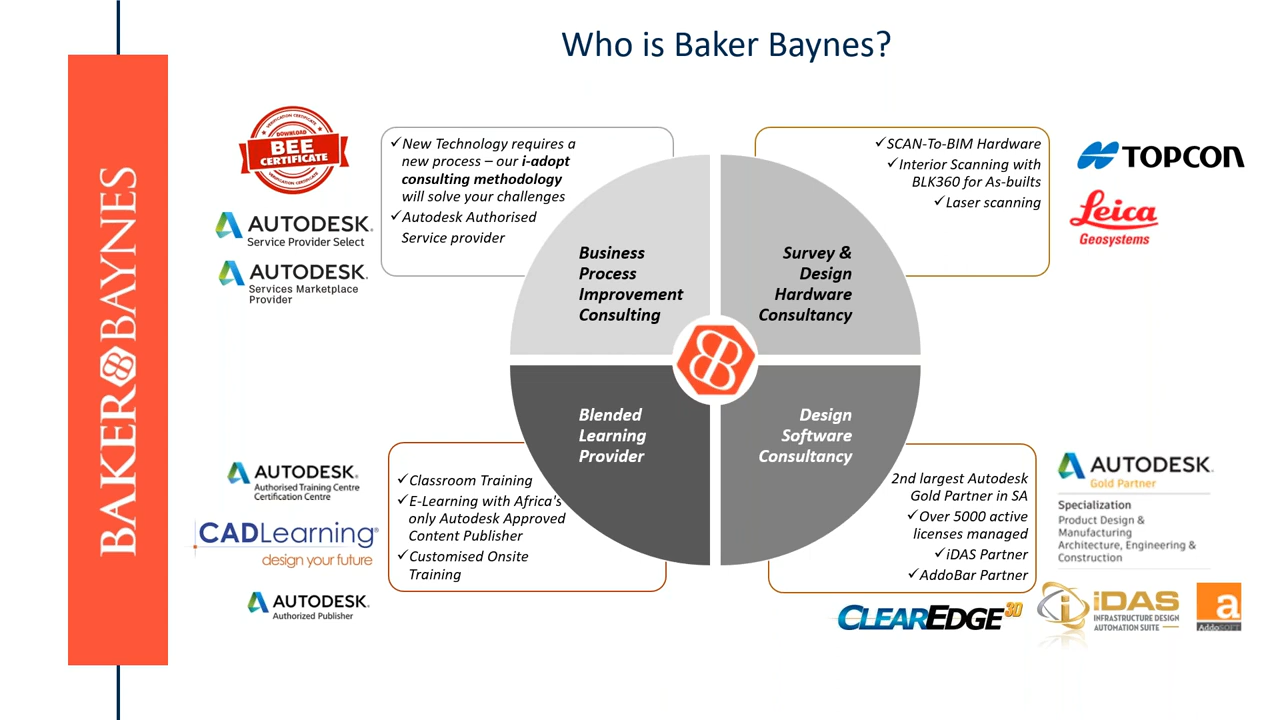 Who is Baker Baynes?
BAKER BAYNES
VERIFICATION CERTIFICATE
DOWNLOAD
BEE
CERTIFICATE
VERIFICATION CERTIFICATE
AUTODESK.
Service Provider Select
AUTODESK.
Services Marketplace
Provider
✓New Technology requires a
new process – our i-adopt
consulting methodology
will solve your challenges
✓Autodesk Authorised
Service provider
Business
Process
Improvement
Consulting
Survey &
Design
Hardware
Consultancy
✓SCAN-To-BIM Hardware
✓Interior Scanning with
BLK360 for As-builts
✓Laser scanning
TOPCON
Leica
Geosystems
Blended
Learning
Provider
Design
Software
Consultancy
AUTODESK.
Authorised Training Centre
Certification Centre
CADLearning®
design your future
AUTODESK.
Authorized Publisher
✓Classroom Training
✓E-Learning with Africa's
only Autodesk Approved
Content Publisher
✓Customised Onsite
Training
2nd largest Autodesk
Gold Partner in SA
✓Over 5000 active
licenses managed
✓iDAS Partner
✓AddoBar Partner
AUTODESK.
Gold Partner
Specialization
Product Design &
Manufacturing
Architecture, Engineering &
Construction
CLEAREDGE3D
iDAS
INFRASTRUCTURE DESIGN
AUTOMATION SUITE
a
AddoSOFT